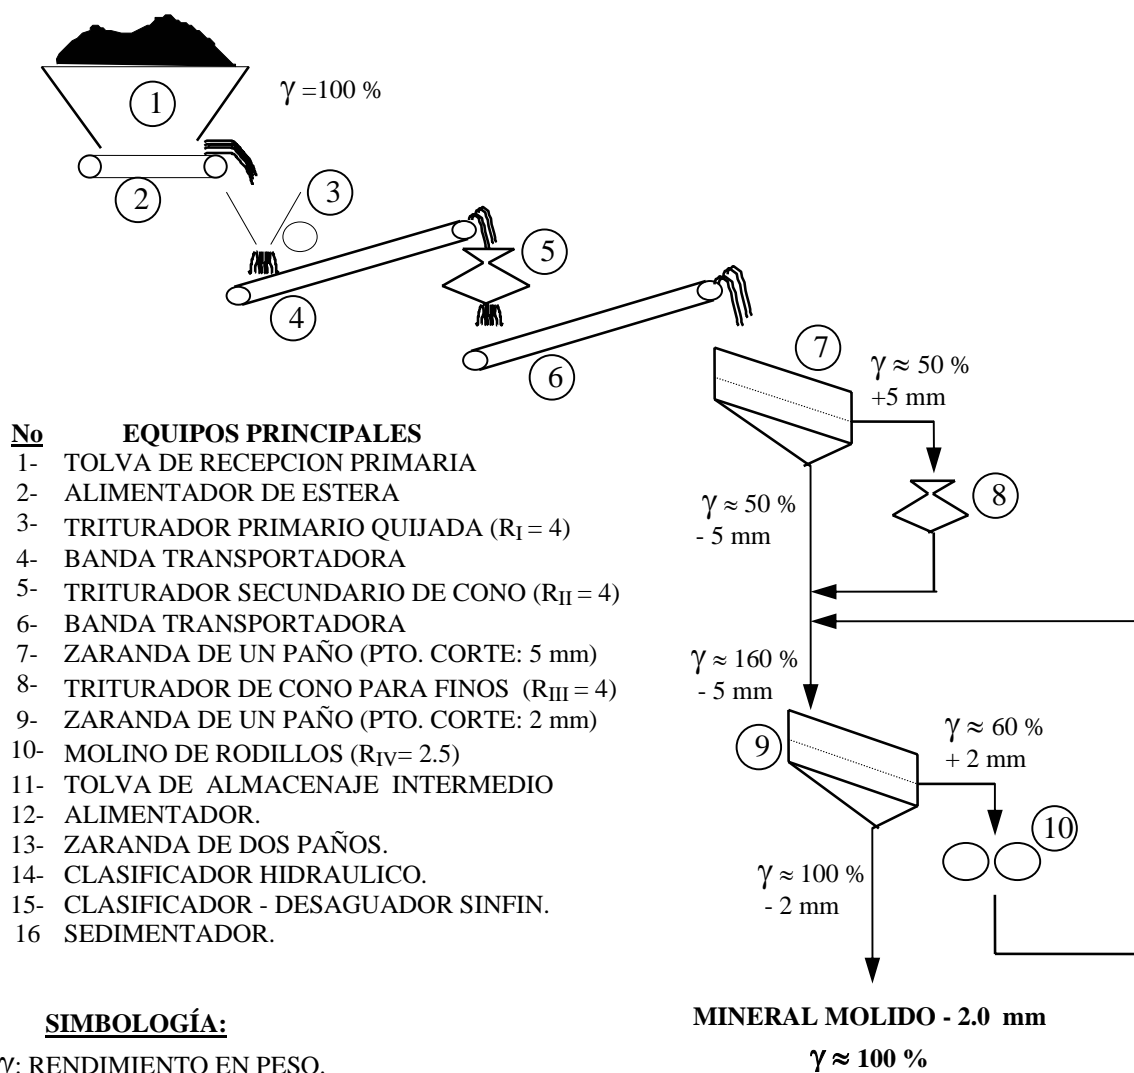 1
γ =100 %
2
3
4
5
6
7
γ ≈ 50 %
+5 mm
8
γ ≈ 50 %
- 5 mm
γ ≈ 160 %
- 5 mm
9
γ ≈ 60 %
+ 2 mm
10
γ ≈ 100 %
- 2 mm
MINERAL MOLIDO - 2.0 mm
γ ≈ 100 %
No EQUIPOS PRINCIPALES
1- TOLVA DE RECEPCION PRIMARIA
2- ALIMENTADOR DE ESTERA
3- TRITURADOR PRIMARIO QUIJADA (RI = 4)
4- BANDA TRANSPORTADORA
5- TRITURADOR SECUNDARIO DE CONO (RII = 4)
6- BANDA TRANSPORTADORA
7- ZARANDA DE UN PAÑO (PTO. CORTE: 5 mm)
8- TRITURADOR DE CONO PARA FINOS (RIII = 4)
9- ZARANDA DE UN PAÑO (PTO. CORTE: 2 mm)
10- MOLINO DE RODILLOS (RIV= 2.5)
11- TOLVA DE ALMACENAJE INTERMEDIO
12- ALIMENTADOR.
13- ZARANDA DE DOS PAÑOS.
14- CLASIFICADOR HIDRAULICO.
15- CLASIFICADOR - DESAGUADOR SINFIN.
16 SEDIMENTADOR.
SIMBOLOGÍA:
γ: RENDIMIENTO EN PESO.